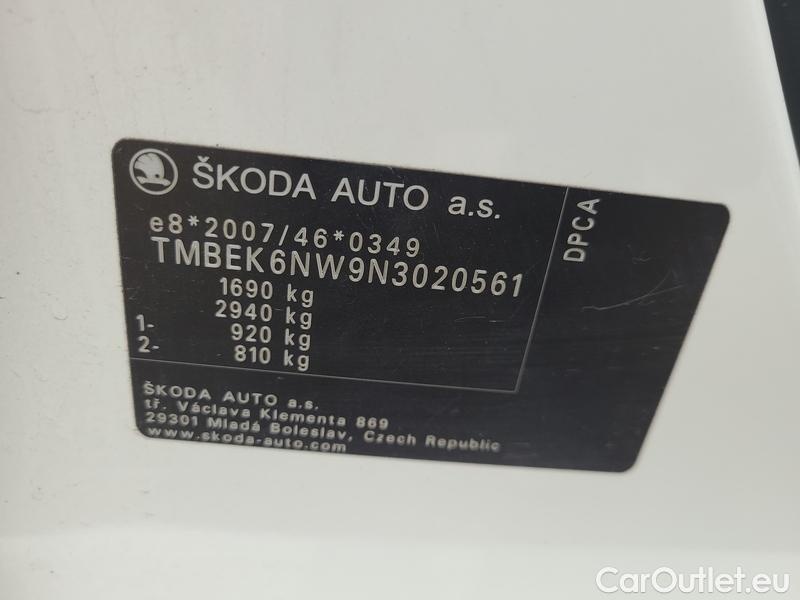 ŠKODA AUTO a.s.
e8*2007/46*0349
TMBEK6NW9N3020561
1690 kg
2940 kg
1- 920 kg
2- 810 kg
DPCA
ŠKODA AUTO a.s.
tř. Václava Klementa 869
29301 Mladá Boleslav, Czech Republic
www.skoda-auto.com
CarOutlet.eu